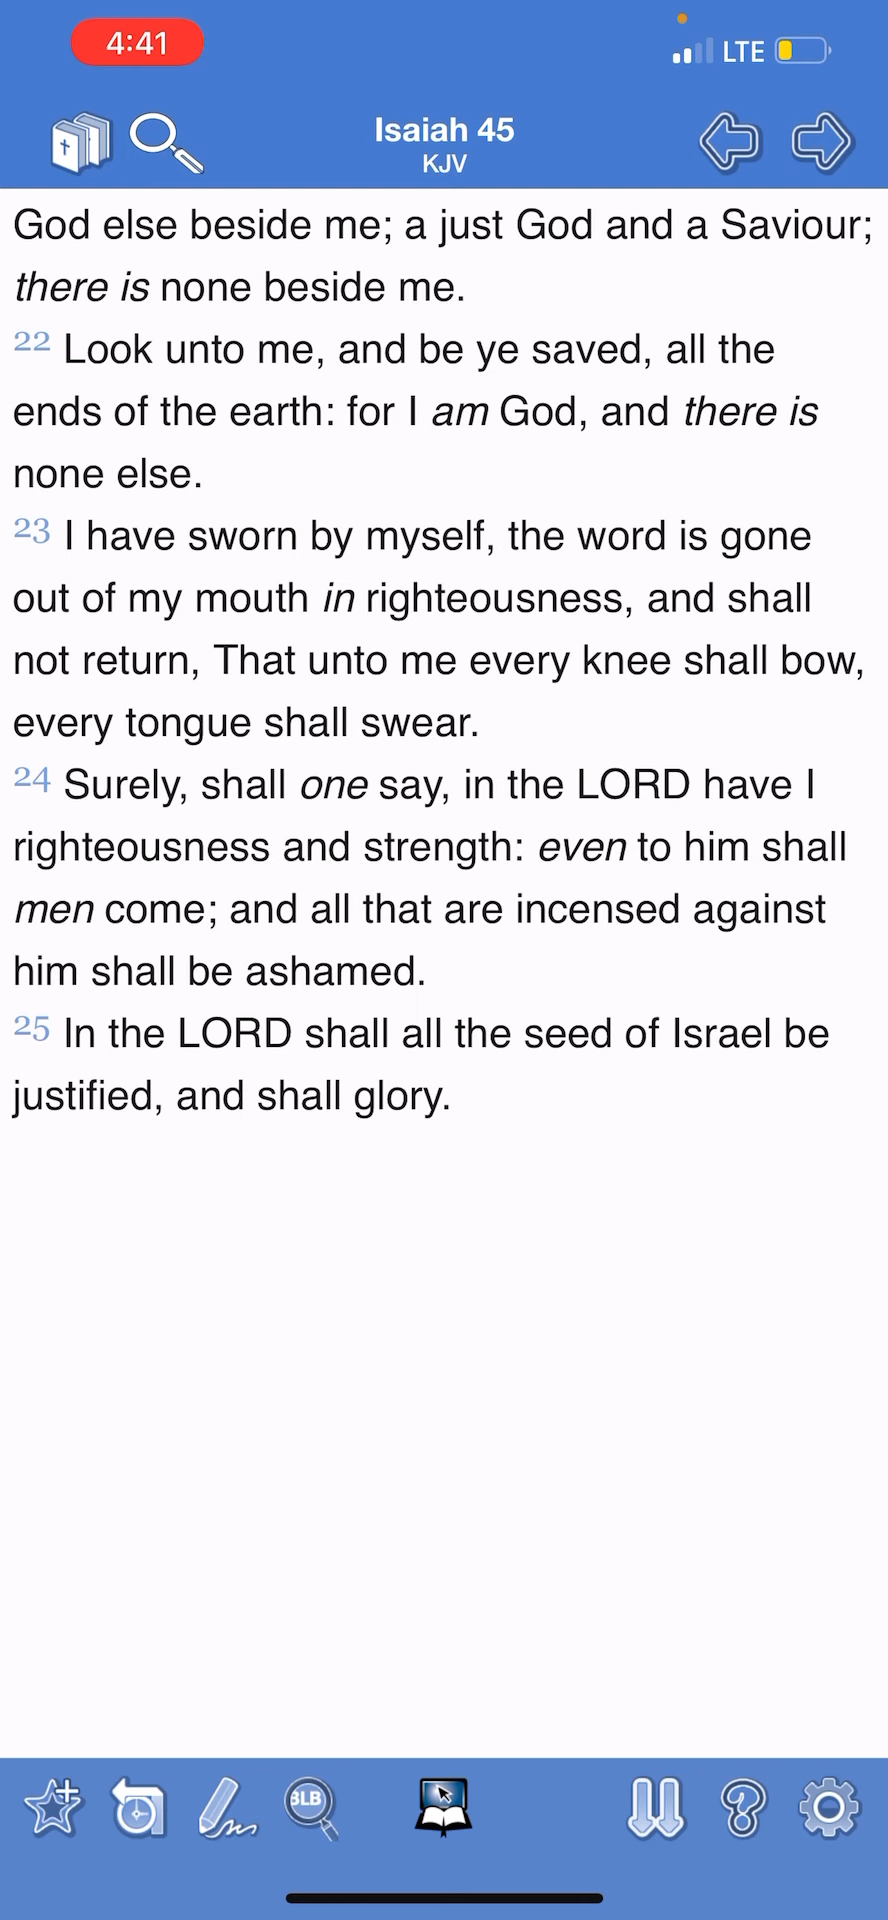 4:41
LTE
Isaiah 45
KJV
God else beside me; a just God and a Saviour;
there is none beside me.
22 Look unto me, and be ye saved, all the
ends of the earth: for I am God, and there is
none else.
23 I have sworn by myself, the word is gone
out of my mouth in righteousness, and shall
not return, That unto me every knee shall bow,
every tongue shall swear.
24 Surely, shall one say, in the LORD have I
righteousness and strength: even to him shall
men come; and all that are incensed against
him shall be ashamed.
25 In the LORD shall all the seed of Israel be
justified, and shall glory.
BLB